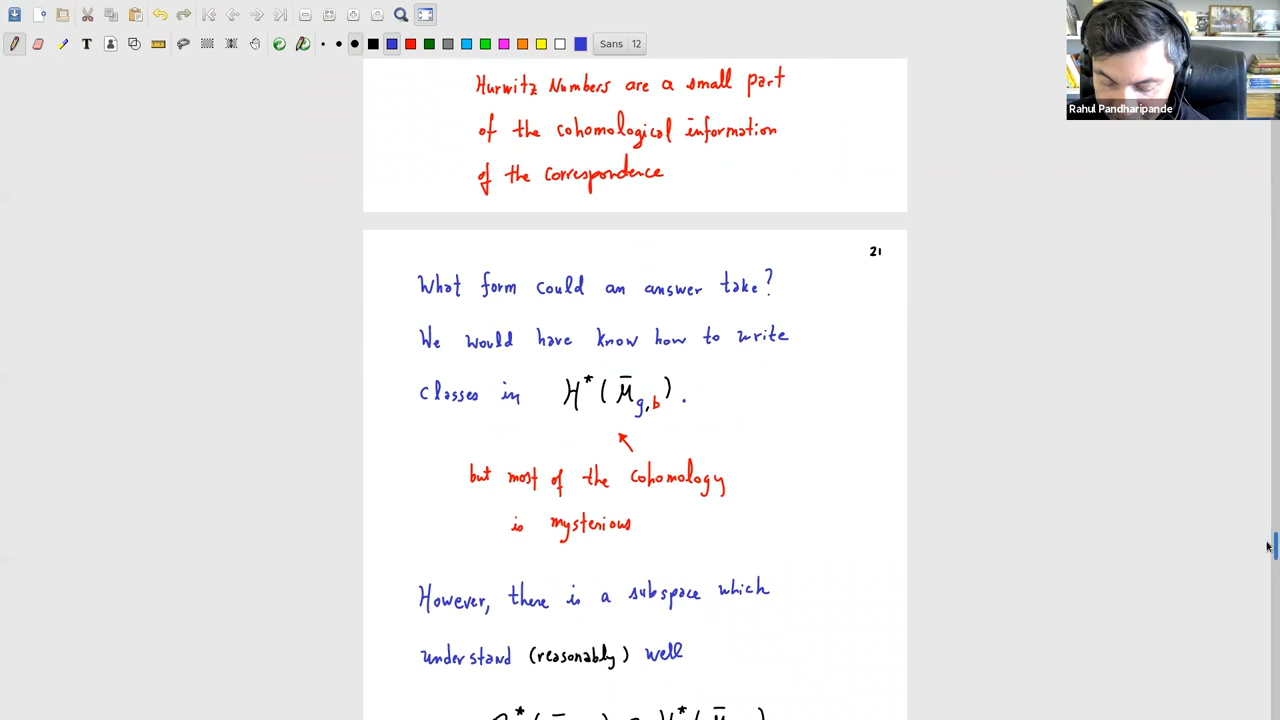 Sans 12
Rahul Pandharipande
Hurwitz Numbers are a small part
of the cohomological information
of the correspondence
21
What form could an answer take?
We would have know how to write
classes in H*(M̄g,b).
but most of the cohomology
is mysterious
However, there is a subspace which
understand (reasonably) well